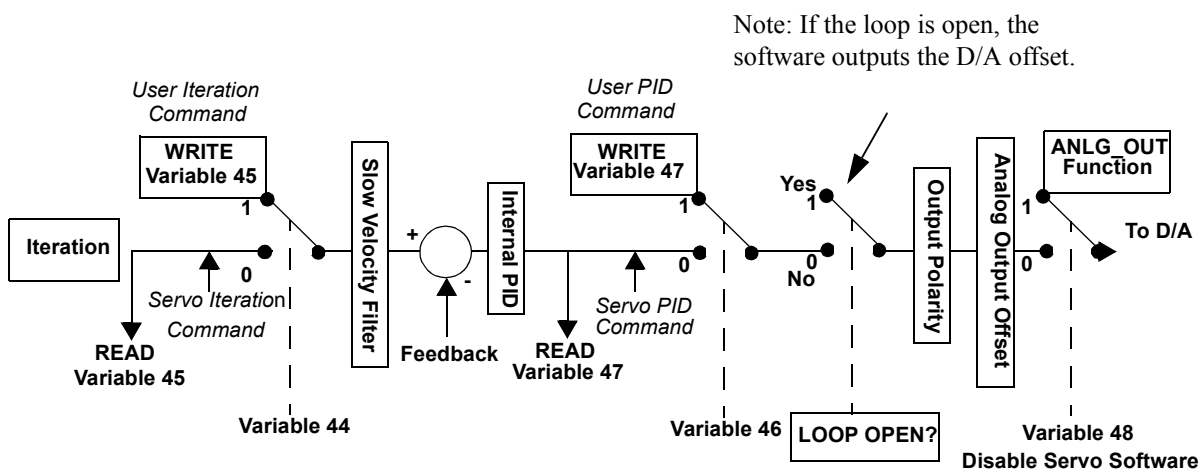 Note: If the loop is open, the
software outputs the D/A offset.
User Iteration
Command
WRITE
Variable 45
1
0
Iteration
Servo Iteration
Command
READ
Variable 45
Variable 44
Slow Velocity Filter
+
-
Feedback
Internal PID
READ
Variable 47
User PID
Command
WRITE
Variable 47
1
0
Servo PID
Command
Variable 46
Yes
1
0
No
LOOP OPEN?
Output Polarity
Analog Output Offset
ANLG_OUT
Function
1
0
To D/A
Variable 48
Disable Servo Software